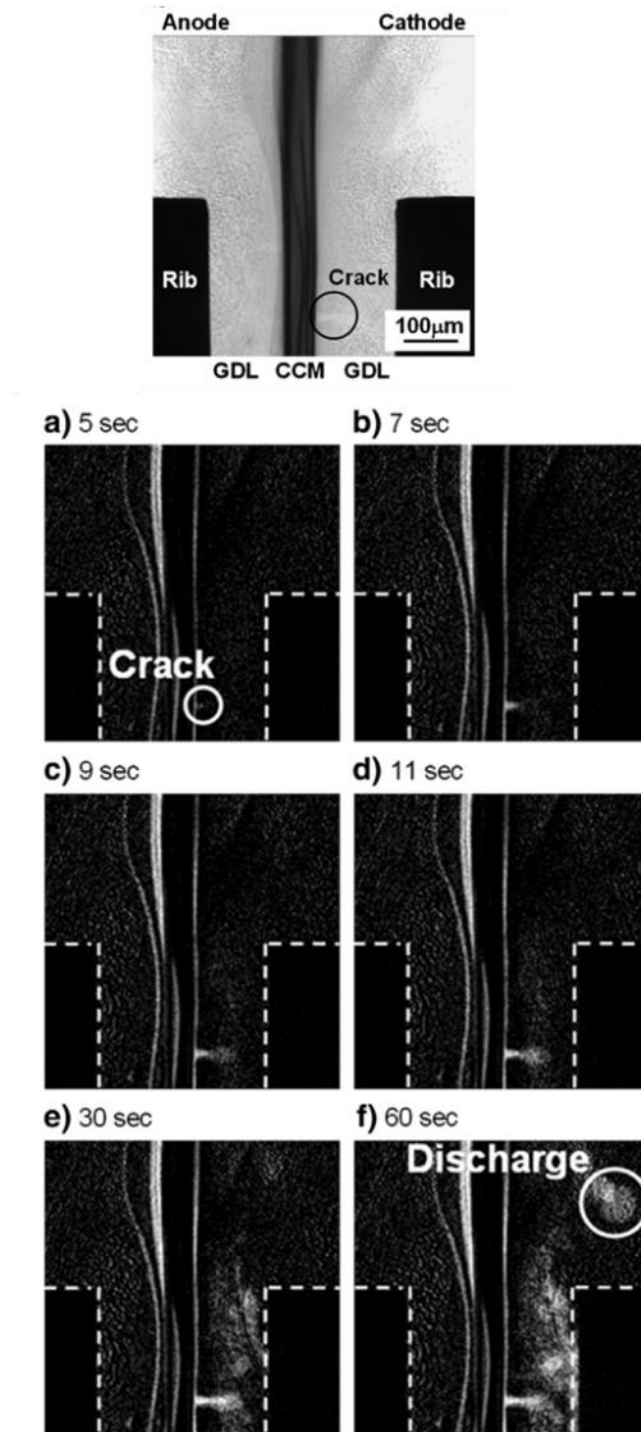 Anode Cathode
Rib Crack Rib
100μm
GDL CCM GDL
a) 5 sec b) 7 sec
Crack
c) 9 sec d) 11 sec
e) 30 sec f) 60 sec
Discharge